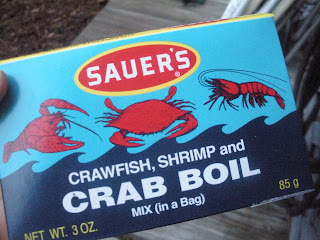 SAUER'S®
CRAWFISH, SHRIMP and
CRAB BOIL
MIX (in a Bag)
NET WT. 3 OZ. 85 g